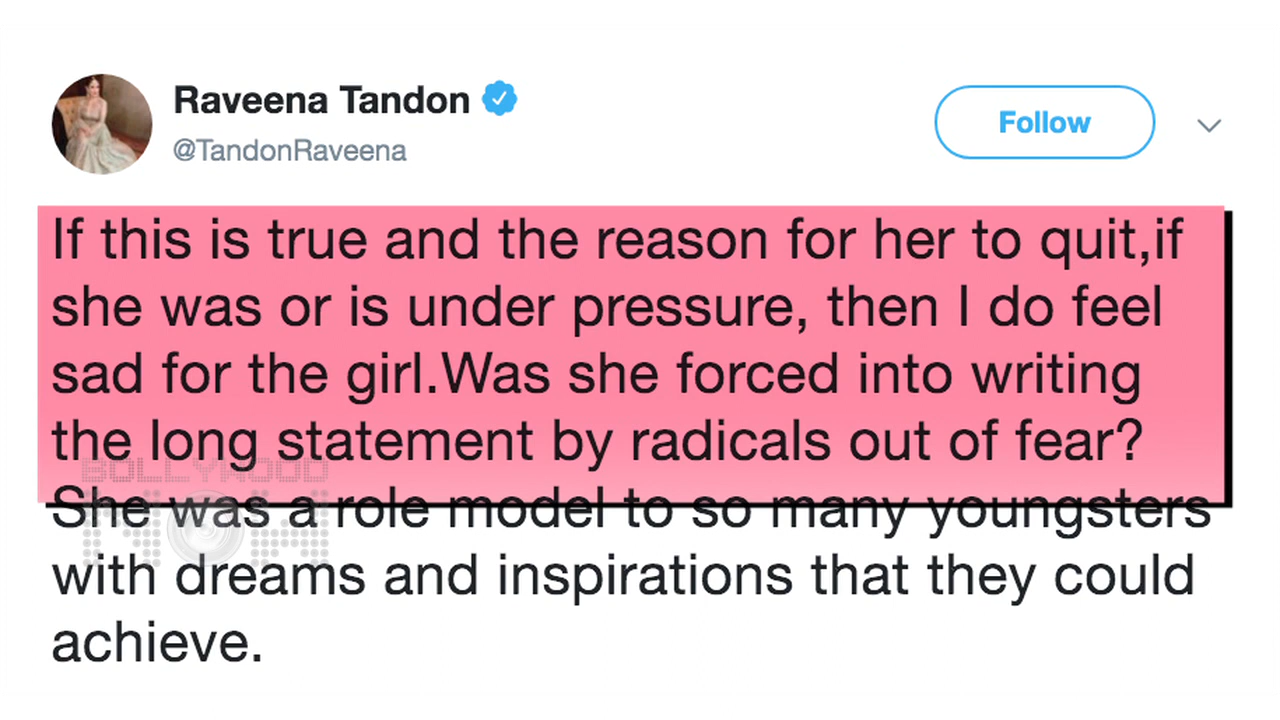 Raveena Tandon
@TandonRaveena
Follow
If this is true and the reason for her to quit,if
she was or is under pressure, then I do feel
sad for the girl.Was she forced into writing
the long statement by radicals out of fear?
BOLLYWOOD
She was a role model to so many youngsters
NOW
with dreams and inspirations that they could
achieve.